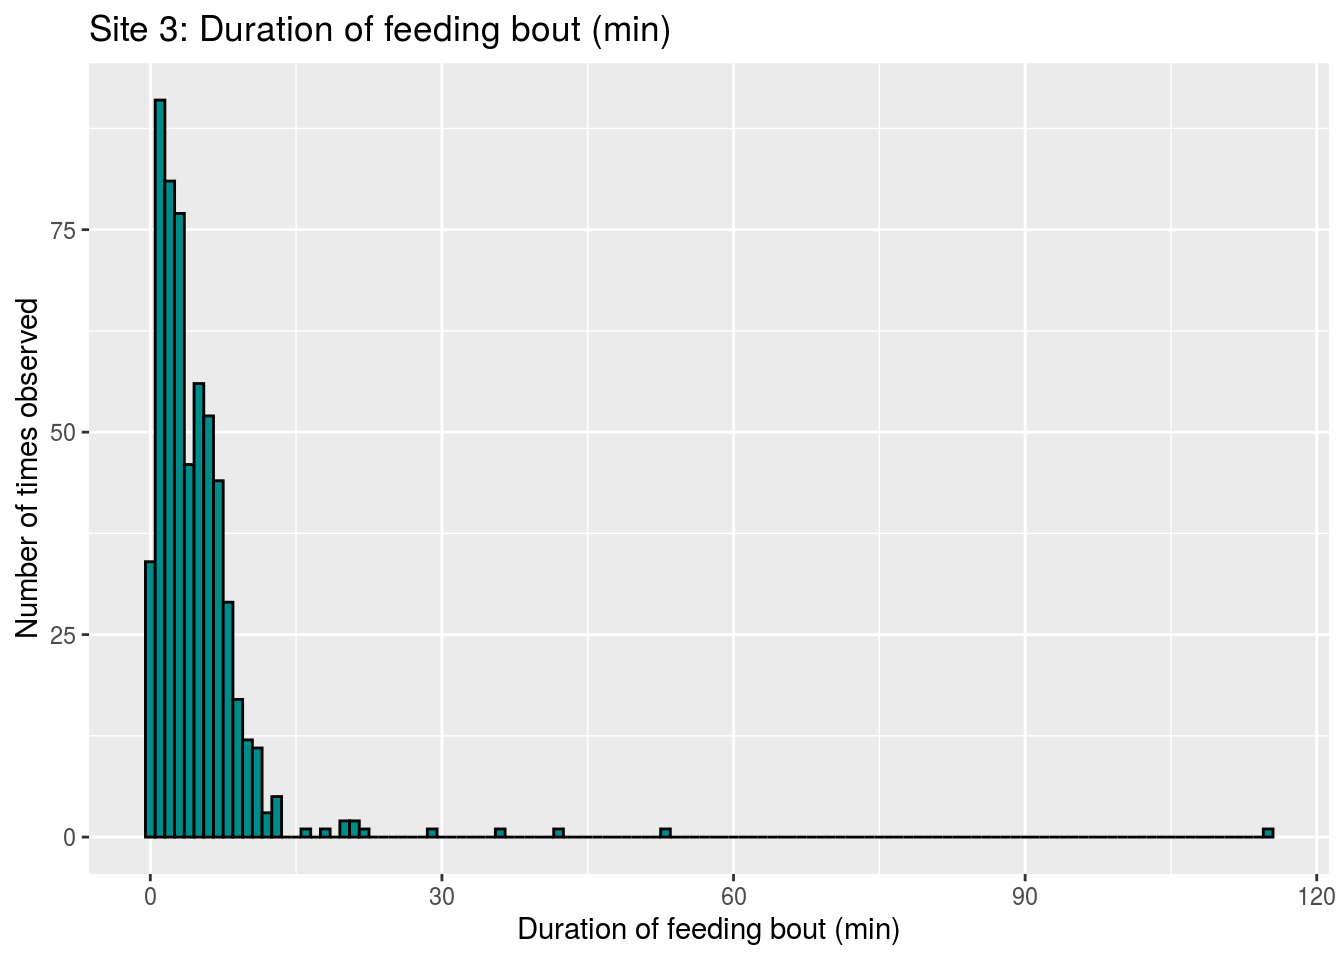 Site 3: Duration of feeding bout (min)
Number of times observed
75
50
25
0
0 30 60 90 120
Duration of feeding bout (min)